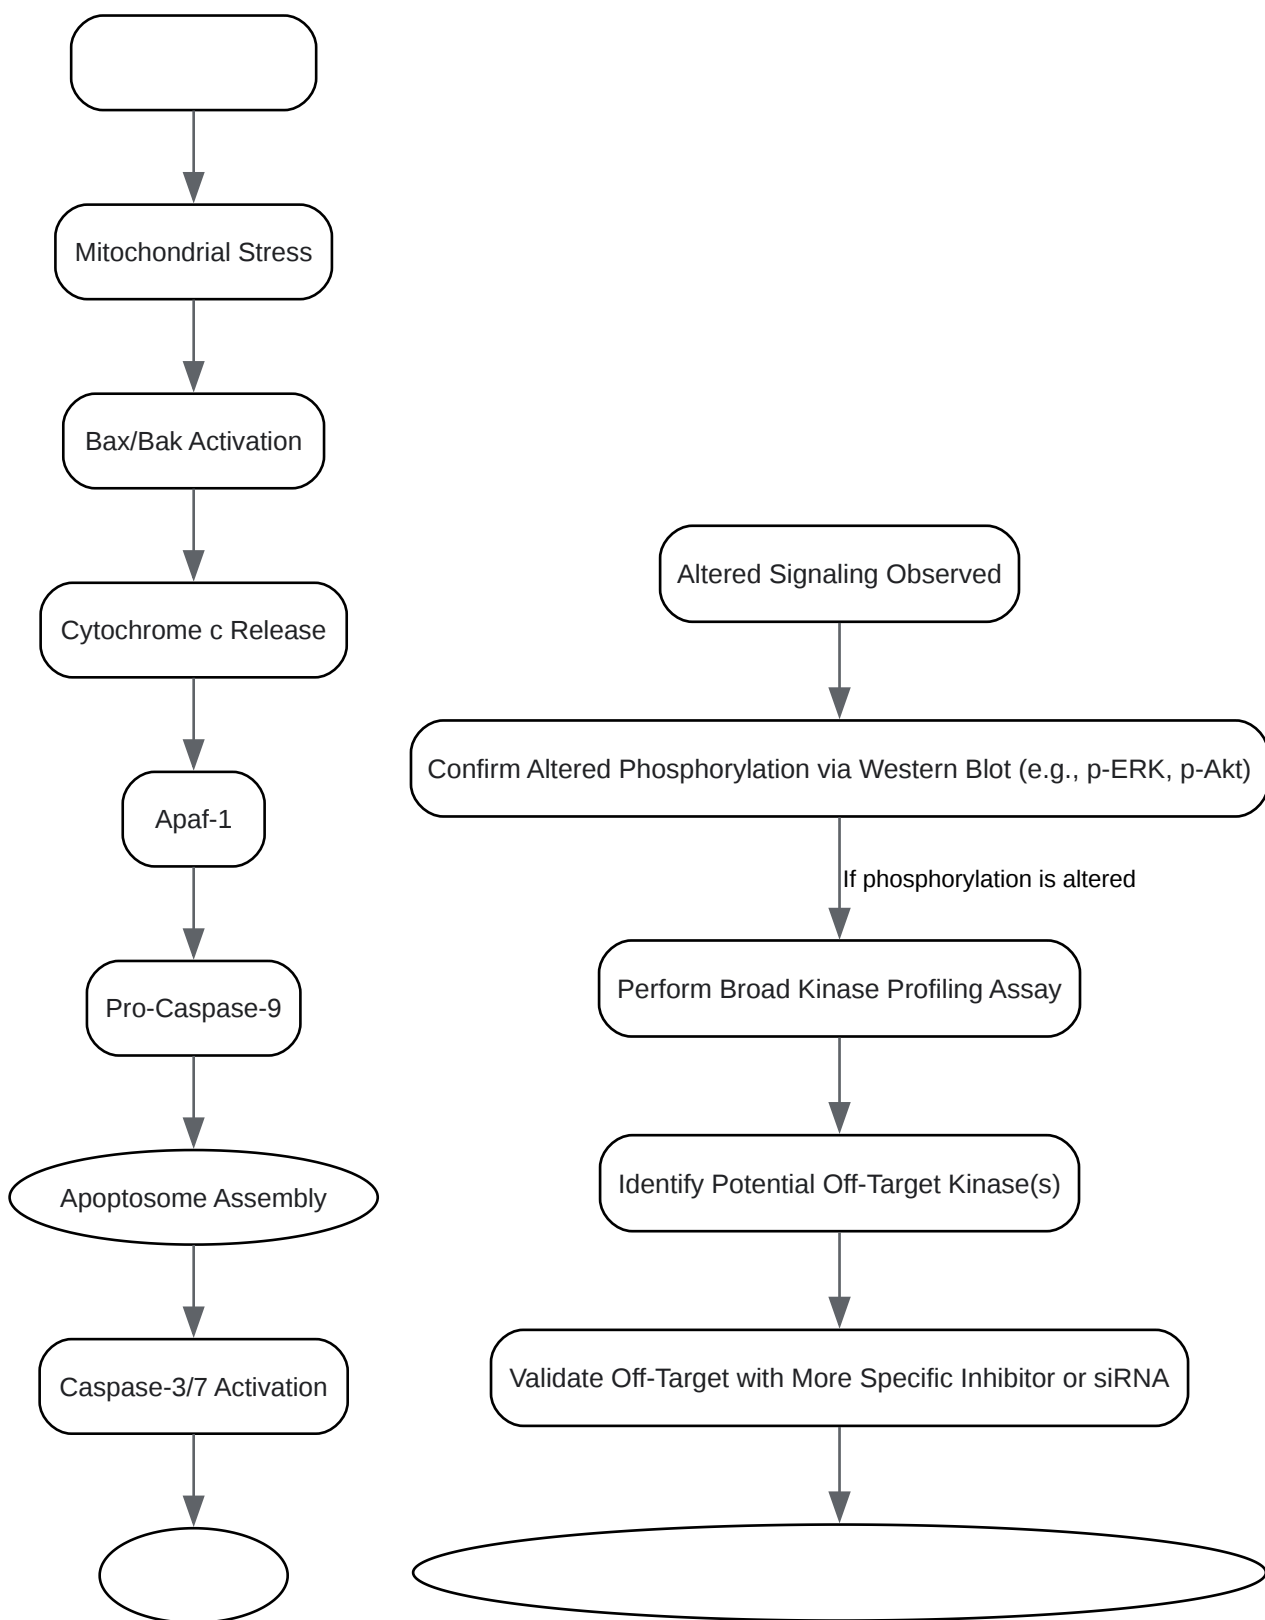 Mitochondrial Stress
Bax/Bak Activation
Cytochrome c Release
Apaf-1
Pro-Caspase-9
Apoptosome Assembly
Caspase-3/7 Activation
Altered Signaling Observed
Confirm Altered Phosphorylation via Western Blot (e.g., p-ERK, p-Akt)
If phosphorylation is altered
Perform Broad Kinase Profiling Assay
Identify Potential Off-Target Kinase(s)
Validate Off-Target with More Specific Inhibitor or siRNA